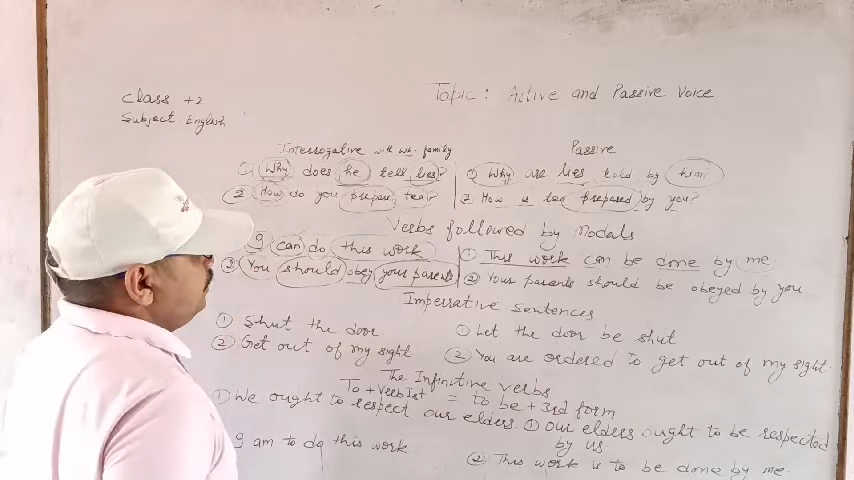 Topic: Active and Passive Voice
Class +2
Subject English
Interrogative with wh. family
Passive
① Why does he tell lies?
① Why are lies told by him?
2 How do you prepare tea?
2 How is tea prepared by you?
Verbs followed by Modals
I can do this work
① This work can be done by me.
② You should obey your parents
② Your parents should be obeyed by you
Imperative Sentences
① Shut the door
① Let the door be shut
② Get out of my sight
② You are ordered to get out of my sight.
The Infinitive verbs
To + Verb Ist = to be + 3rd form
① We ought to respect our elders
① our elders ought to be respected by us.
I am to do this work
② This work is to be done by me.